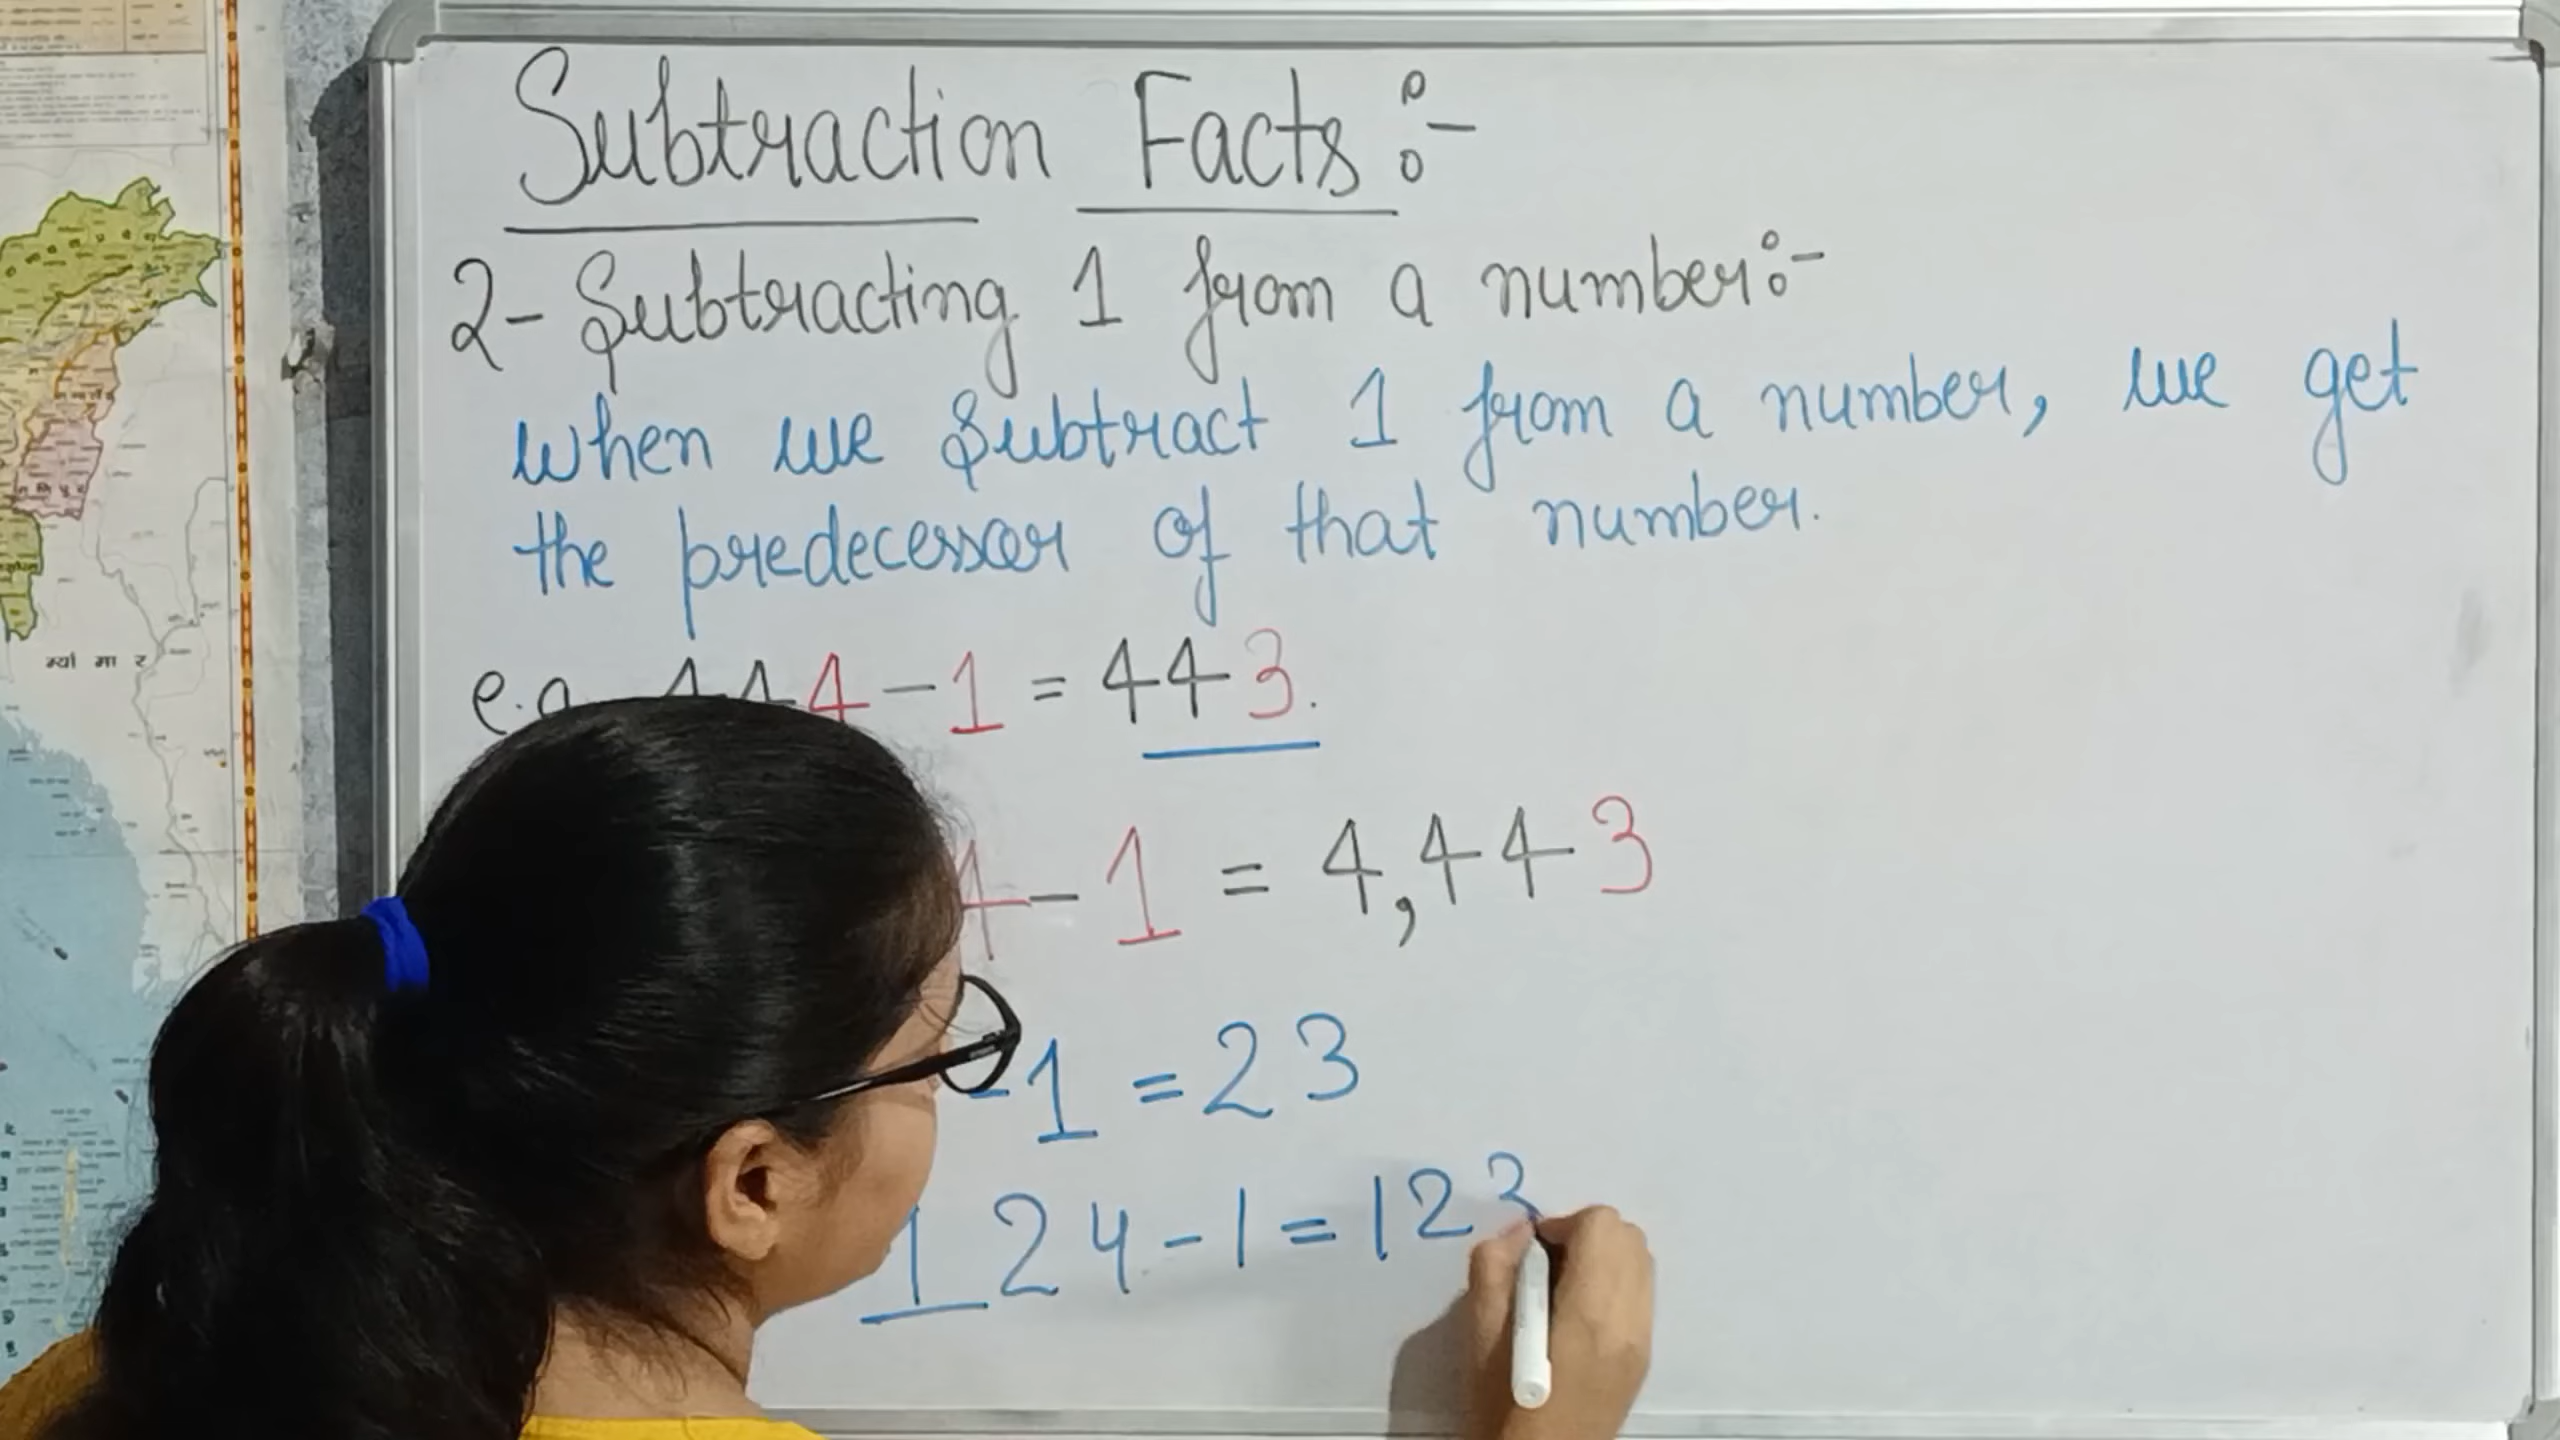 Subtraction Facts :-
2- Subtracting 1 from a number:-
when we subtract 1 from a number, we get
the predecessor of that number.
e.g. 444-1 = 443.
4-1 = 4,443
-1 = 23
124-1 = 123
म्यां मा र